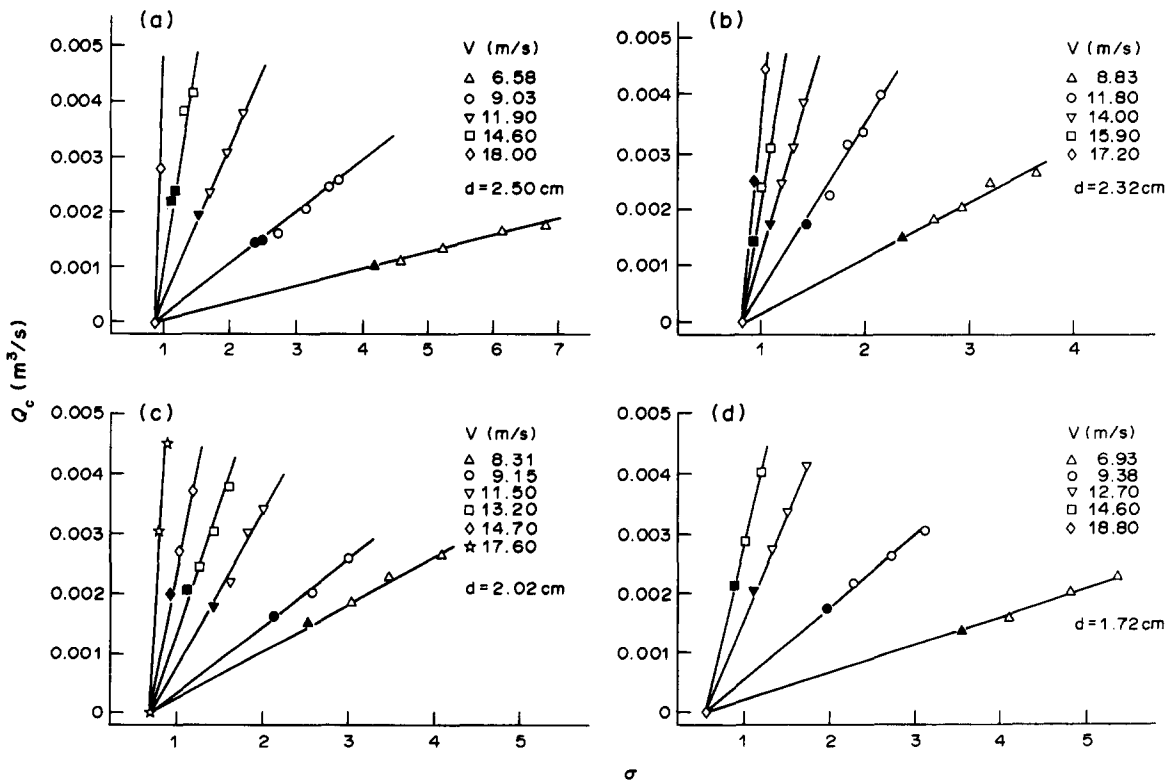 (a)
0.005
0.004
0.003
0.002
0.001
0
1 2 3 4 5 6 7
V (m/s)
△ 6.58
○ 9.03
▽ 11.90
□ 14.60
◇ 18.00
d=2.50 cm
(b)
0.005
0.004
0.003
0.002
0.001
0
1 2 3 4
V (m/s)
△ 8.83
○ 11.80
▽ 14.00
□ 15.90
◇ 17.20
d=2.32 cm
Q_c (m³/s)
(c)
0.005
0.004
0.003
0.002
0.001
0
1 2 3 4 5
V (m/s)
△ 8.31
○ 9.15
▽ 11.50
□ 13.20
◇ 14.70
☆ 17.60
d=2.02 cm
(d)
0.005
0.004
0.003
0.002
0.001
0
1 2 3 4 5
V (m/s)
△ 6.93
○ 9.38
▽ 12.70
□ 14.60
◇ 18.80
d=1.72 cm
σ